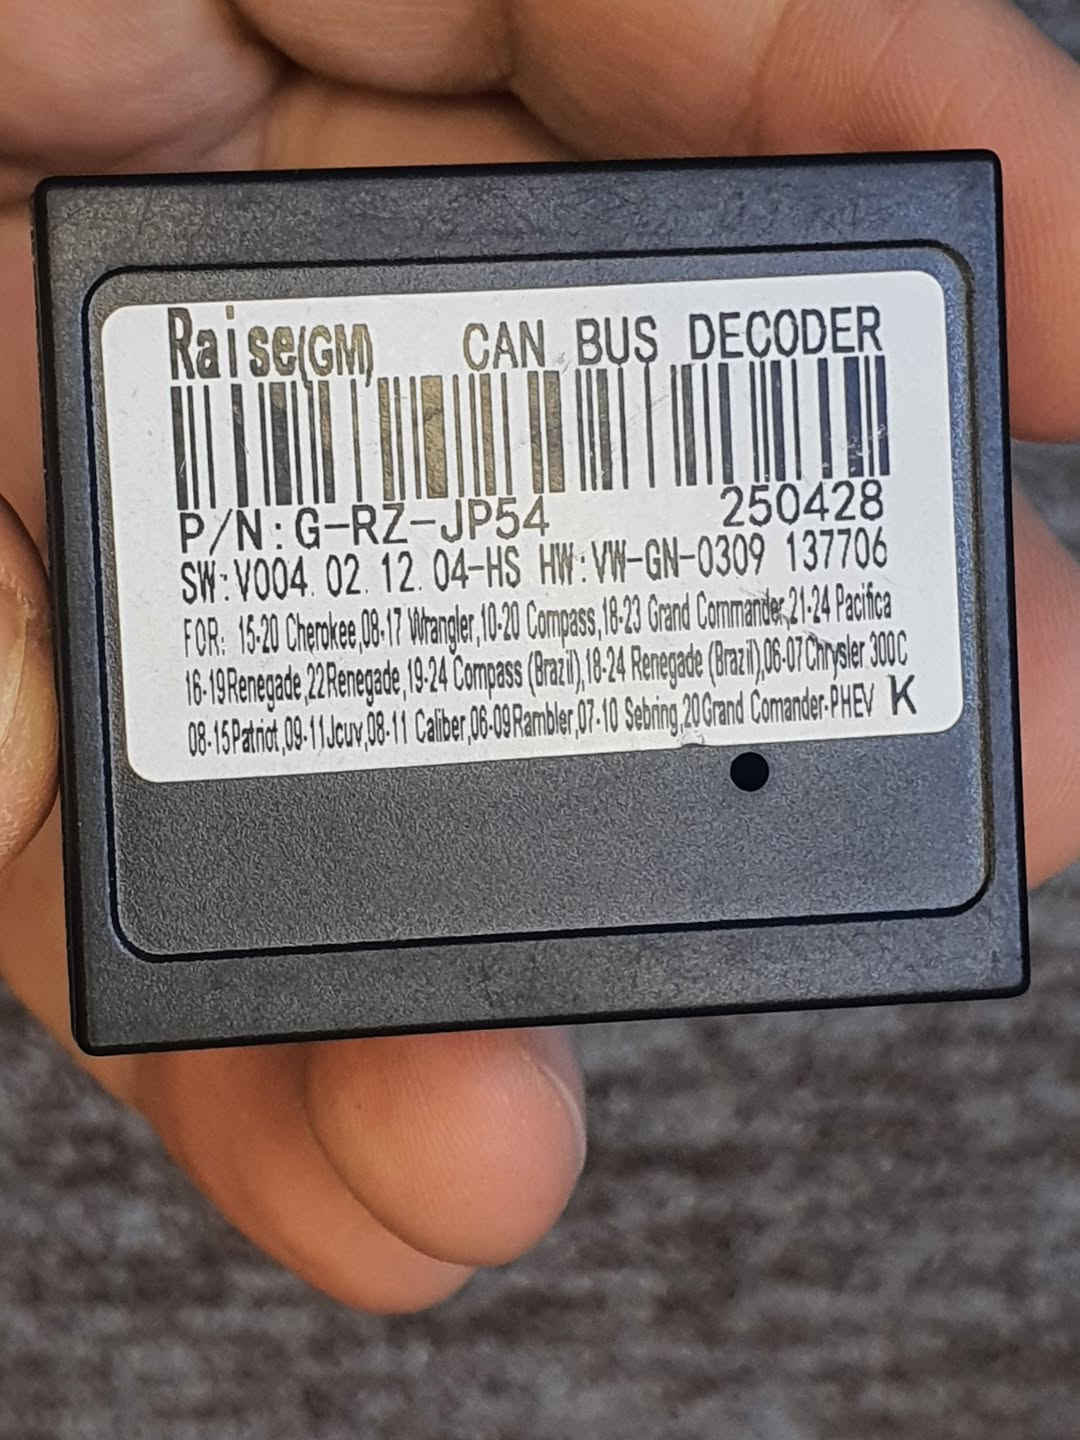 Raise(GM) CAN BUS DECODER
P/N:G-RZ-JP54 250428
SW:V004.02.12.04-HS HW:VW-GN-0309 137706
FOR: 15-20 Cherokee,08-17 Wrangler,10-20 Compass,18-23 Grand Commander,21-24 Pacifica
16-19Renegade,22Renegade,19-24 Compass (Brazil),18-24 Renegade (Brazil),06-07Chrysler 300C
08-15Patriot,09-11Jcuv,08-11 Caliber,06-09Rambler,07-10 Sebring,20Grand Comander-PHEV K